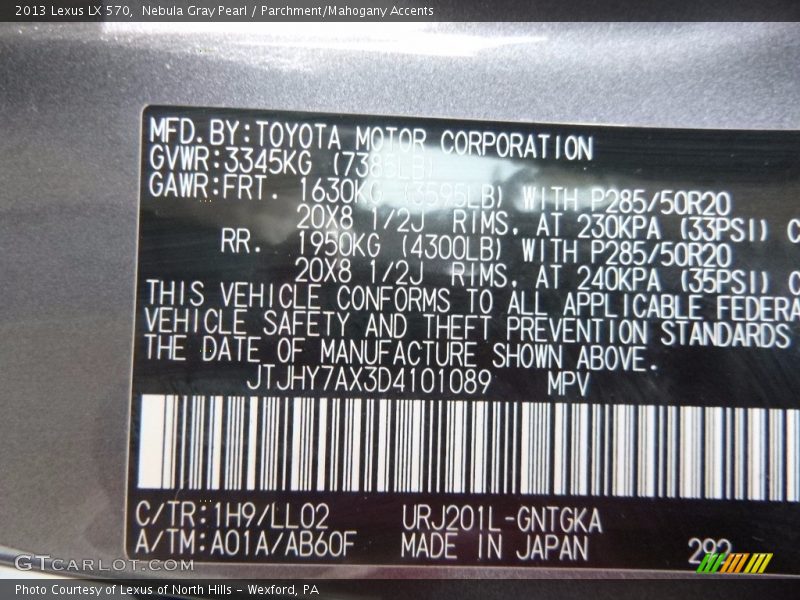 2013 Lexus LX 570, Nebula Gray Pearl / Parchment/Mahogany Accents
MFD.BY:TOYOTA MOTOR CORPORATION
GVWR:3345KG (7385LB)
GAWR:FRT. 1630KG (3595LB) WITH P285/50R20
20X8 1/2J RIMS, AT 230KPA (33PSI) C
RR. 1950KG (4300LB) WITH P285/50R20
20X8 1/2J RIMS, AT 240KPA (35PSI) C
THIS VEHICLE CONFORMS TO ALL APPLICABLE FEDERA
VEHICLE SAFETY AND THEFT PREVENTION STANDARDS
THE DATE OF MANUFACTURE SHOWN ABOVE.
JTJHY7AX3D4101089 MPV
C/TR:1H9/LL02 URJ201L-GNTGKA
A/TM:A01A/AB60F MADE IN JAPAN 292
GTCARLOT.COM
Photo Courtesy of Lexus of North Hills - Wexford, PA